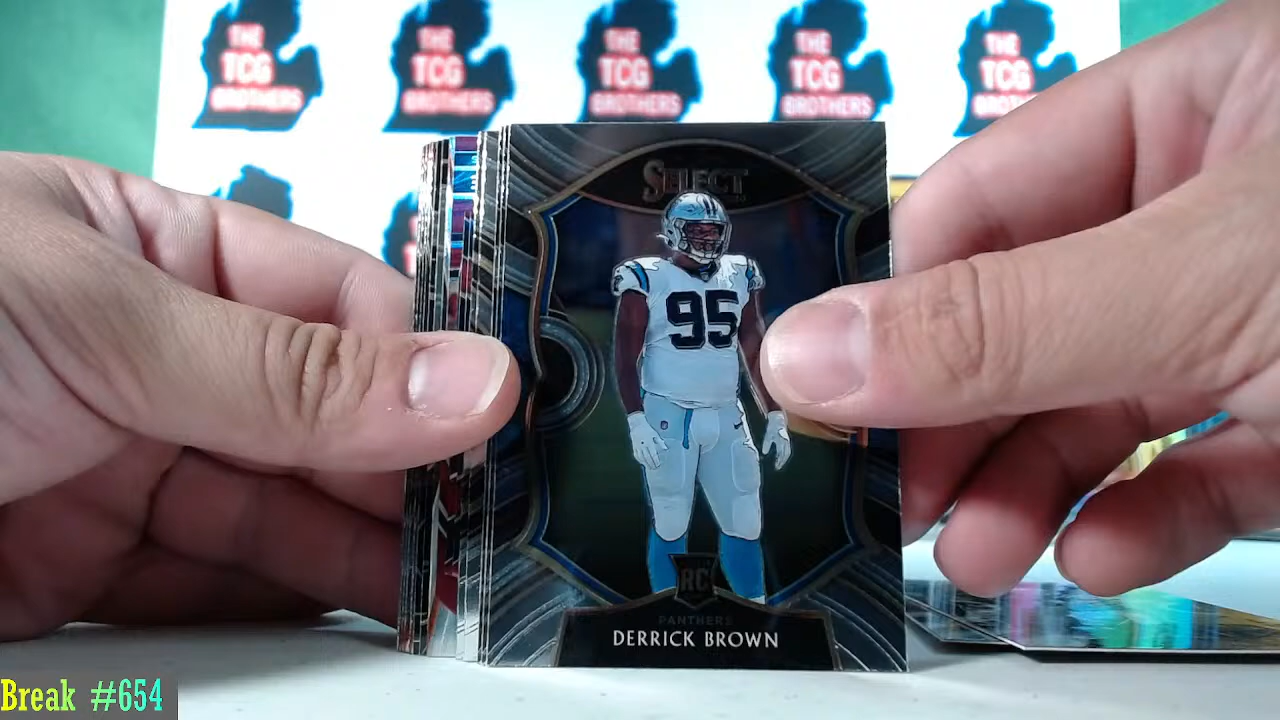 THE
TCG
BROTHERS
THE
TCG
BROTHERS
THE
TCG
BROTHERS
THE
TCG
BROTHERS
THE
TCG
BROTHERS
SELECT
95
RC
PANTHERS
DERRICK BROWN
Break #654